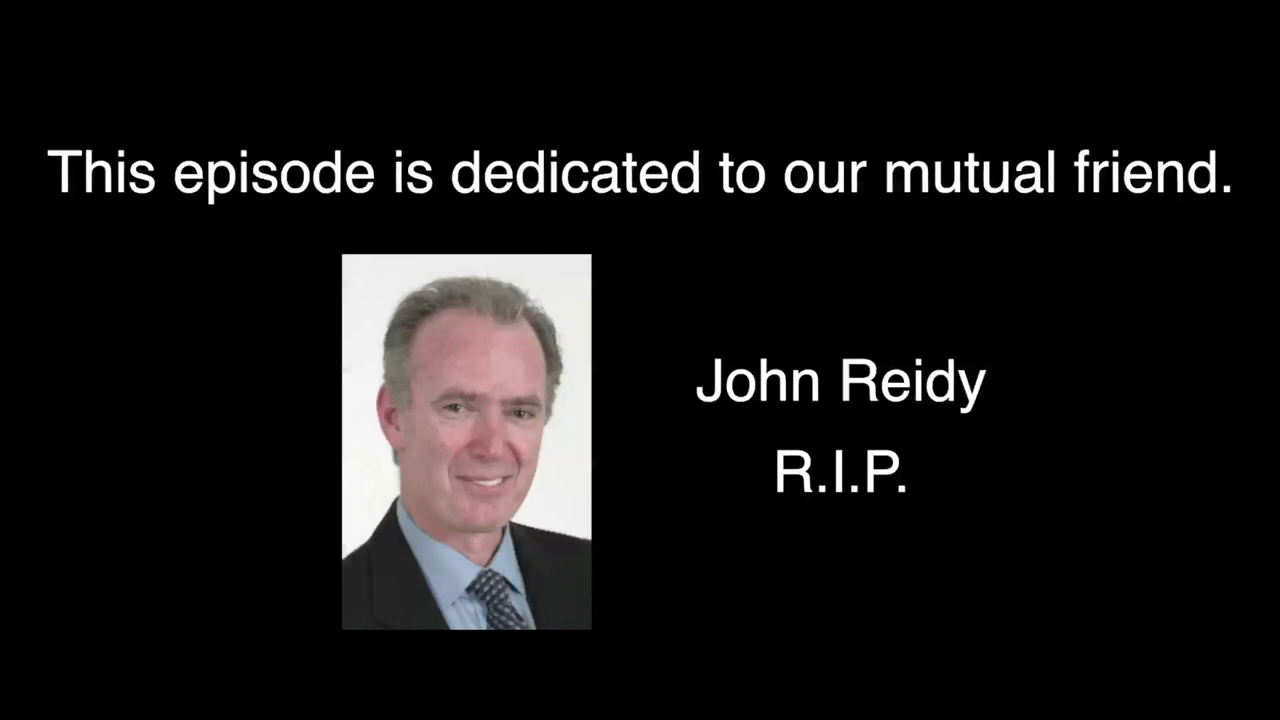 This episode is dedicated to our mutual friend.
John Reidy
R.I.P.